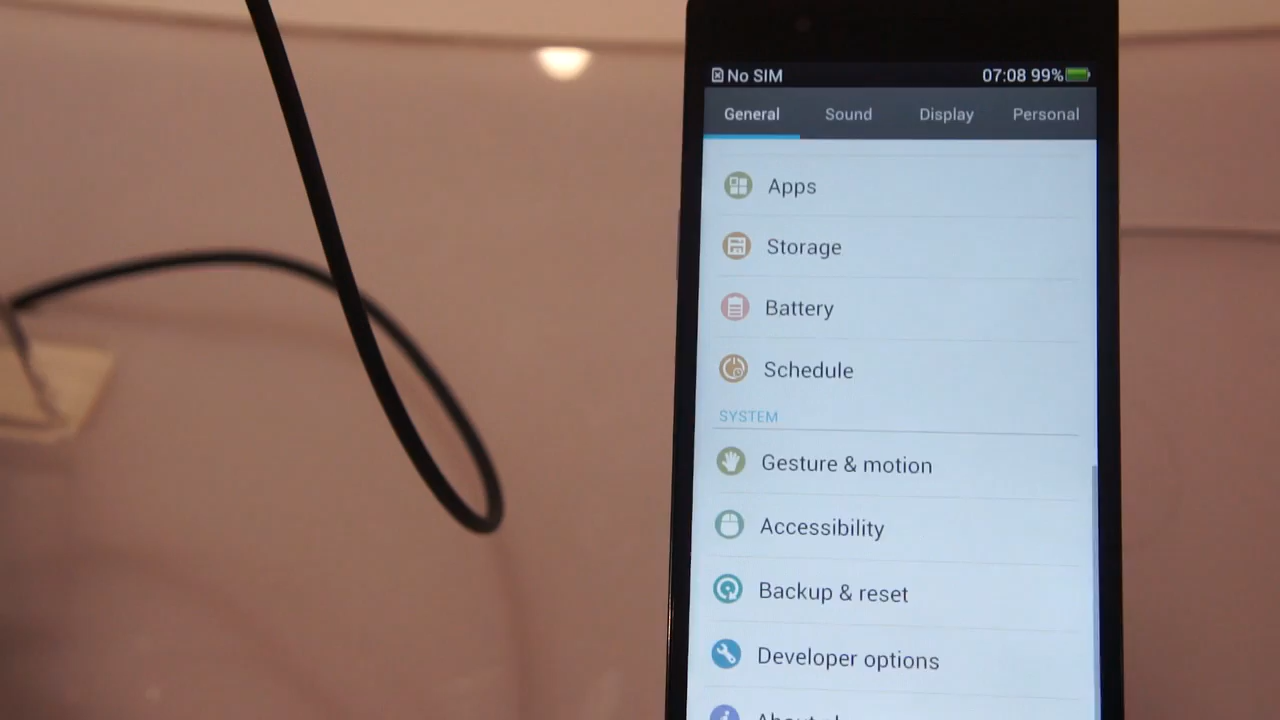 No SIM 07:08 99%
General Sound Display Personal
Apps
Storage
Battery
Schedule
SYSTEM
Gesture & motion
Accessibility
Backup & reset
Developer options